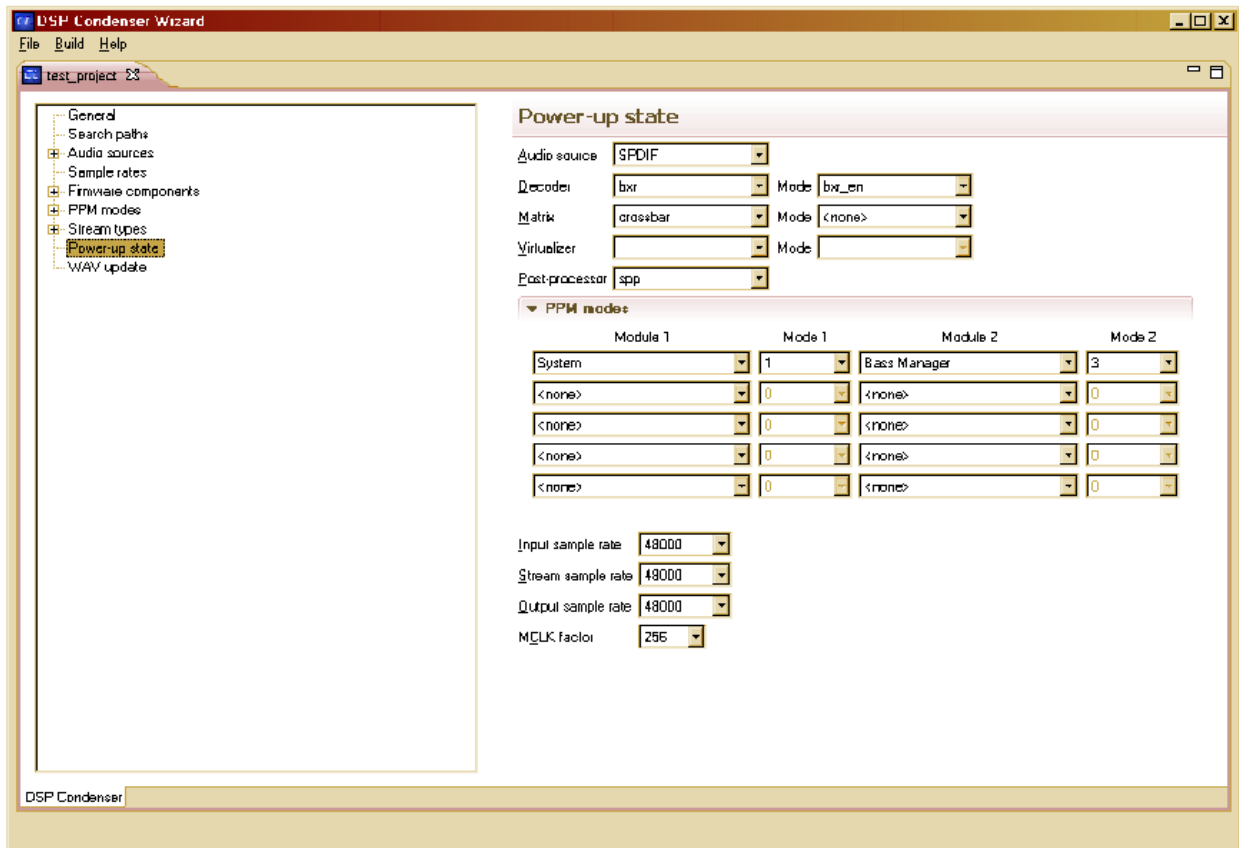 DSP Condenser Wizard
File Build Help
test_project
General
Search paths
Audio sources
Sample rates
Firmware components
PPM modes
Stream types
Power-up state
WAV update
Power-up state
Audio source SPDIF
Decoder bxr Mode bxr_en
Matrix crossbar Mode <none>
Virtualizer Mode
Post-processor spp
PPM modes
Module 1 Mode 1 Module 2 Mode 2
System 1 Bass Manager 3
<none> 0 <none> 0
<none> 0 <none> 0
<none> 0 <none> 0
<none> 0 <none> 0
Input sample rate 48000
Stream sample rate 48000
Output sample rate 48000
MCLK factor 256
DSP Condenser